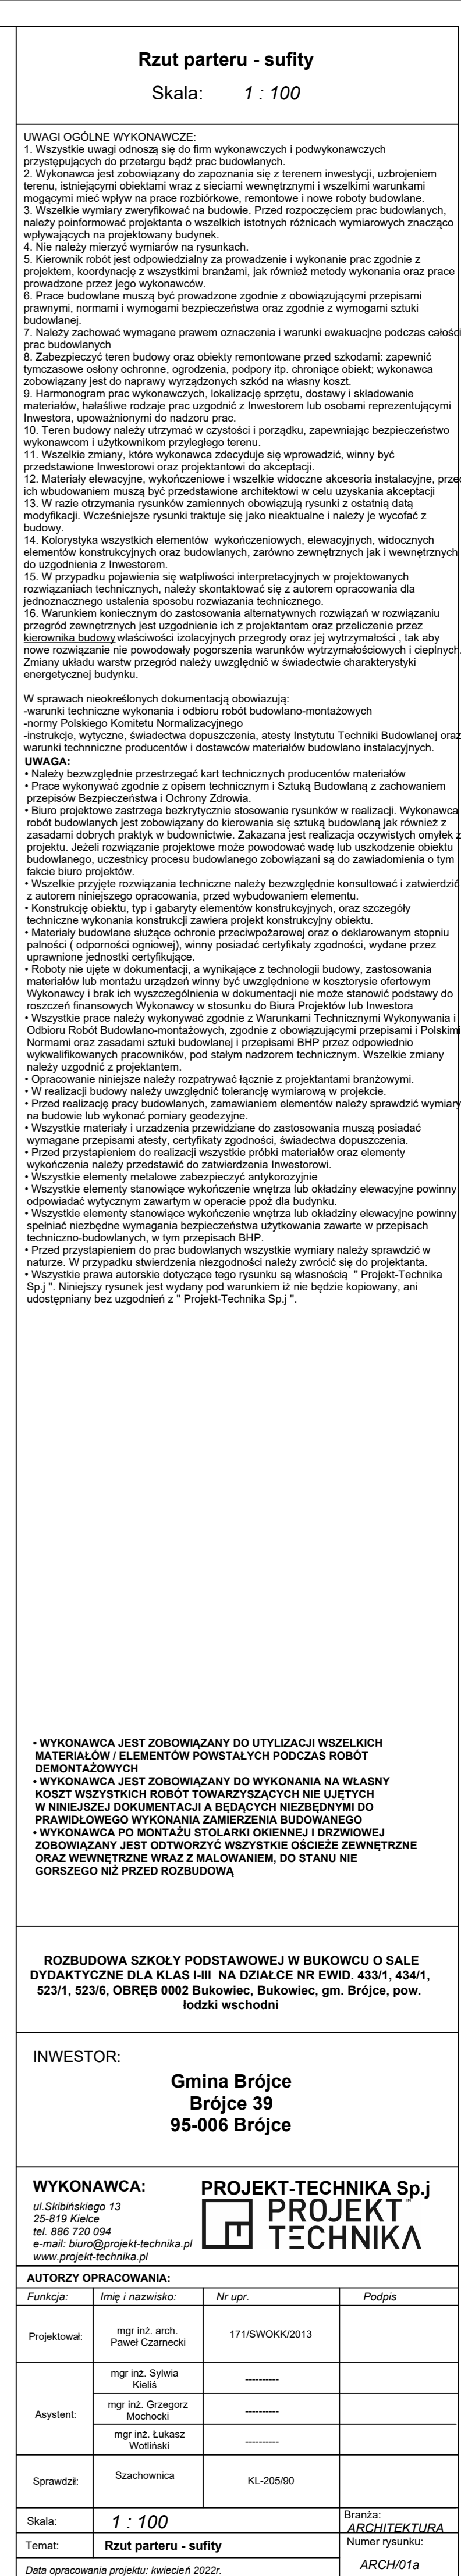 Rzut parteru - sufity
Skala: 1 : 100
UWAGI OGÓLNE WYKONAWCZE:
1. Wszystkie uwagi odnoszą się do firm wykonawczych i podwykonawczych
przystępujących do przetargu bądź prac budowlanych.
2. Wykonawca jest zobowiązany do zapoznania się z terenem inwestycji, uzbrojeniem
terenu, istniejącymi obiektami wraz z sieciami wewnętrznymi i wszelkimi warunkami
mogącymi mieć wpływ na prace rozbiórkowe, remontowe i nowe roboty budowlane.
3. Wszelkie wymiary zweryfikować na budowie. Przed rozpoczęciem prac budowlanych,
należy poinformować projektanta o wszelkich istotnych różnicach wymiarowych znacząco
wpływających na projektowany budynek.
4. Nie należy mierzyć wymiarów na rysunkach.
5. Kierownik robót jest odpowiedzialny za prowadzenie i wykonanie prac zgodnie z
projektem, koordynację z wszystkimi branżami, jak również metody wykonania oraz prace
prowadzone przez jego wykonawców.
6. Prace budowlane muszą być prowadzone zgodnie z obowiązującymi przepisami
prawnymi, normami i wymogami bezpieczeństwa oraz zgodnie z wymogami sztuki
budowlanej.
7. Należy zachować wymagane prawem oznaczenia i warunki ewakuacjne podczas całości
prac budowlanych
8. Zabezpieczyć teren budowy oraz obiekty remontowane przed szkodami: zapewnić
tymczasowe osłony ochronne, ogrodzenia, podpory itp. chroniące obiekt; wykonawca
zobowiązany jest do naprawy wyrządzonych szkód na własny koszt.
9. Harmonogram prac wykonawczych, lokalizację sprzętu, dostawy i składowanie
materiałów, hałaśliwe rodzaje prac uzgodnić z Inwestorem lub osobami reprezentującymi
Inwestora, upoważnionymi do nadzoru prac.
10. Teren budowy należy utrzymać w czystości i porządku, zapewniając bezpieczeństwo
wykonawcom i użytkownikom przyległego terenu.
11. Wszelkie zmiany, które wykonawca zdecyduje się wprowadzić, winny być
przedstawione Inwestorowi oraz projektantowi do akceptacji.
12. Materiały elewacyjne, wykończeniowe i wszelkie widoczne akcesoria instalacyjne, przed
ich wbudowaniem muszą być przedstawione architektowi w celu uzyskania akceptacji
13. W razie otrzymania rysunków zamiennych obowiązują rysunki z ostatnią datą
modyfikacji. Wcześniejsze rysunki traktuje się jako nieaktualne i należy je wycofać z
budowy.
14. Kolorystyka wszystkich elementów wykończeniowych, elewacyjnych, widocznych
elementów konstrukcyjnych oraz budowlanych, zarówno zewnętrznych jak i wewnętrznych
do uzgodnienia z Inwestorem.
15. W przypadku pojawienia się wątpliwości interpretacyjnych w projektowanych
rozwiązaniach technicznych, należy skontaktować się z autorem opracowania dla
jednoznacznego ustalenia sposobu rozwiązania technicznego.
16. Warunkiem koniecznym do zastosowania alternatywnych rozwiązań w rozwiązaniu
przegród zewnętrznych jest uzgodnienie ich z projektantem oraz przeliczenie przez
kierownika budowy właściwości izolacyjnych przegrody oraz jej wytrzymałości , tak aby
nowe rozwiązanie nie powodowały pogorszenia warunków wytrzymałościowych i cieplnych.
Zmiany układu warstw przegród należy uwzględnić w świadectwie charakterystyki
energetycznej budynku.
W sprawach nieokreślonych dokumentacją obowiazują:
-warunki techniczne wykonania i odbioru robót budowlano-montażowych
-normy Polskiego Komitetu Normalizacyjnego
-instrukcje, wytyczne, świadectwa dopuszczenia, atesty Instytutu Techniki Budowlanej oraz
warunki techniczne producentów i dostawców materiałów budowlano instalacyjnych.
UWAGA:
• Należy bezwzględnie przestrzegać kart technicznych producentów materiałów
• Prace wykonywać zgodnie z opisem technicznym i Sztuką Budowlaną z zachowaniem
przepisów Bezpieczeństwa i Ochrony Zdrowia.
• Biuro projektowe zastrzega bezkrytycznie stosowanie rysunków w realizacji. Wykonawca
robót budowlanych jest zobowiązany do kierowania się sztuką budowlaną jak również z
zasadami dobrych praktyk w budownictwie. Zakazana jest realizacja oczywistych omyłek z
projektu. Jeżeli rozwiązanie projektowe może powodować wadę lub uszkodzenie obiektu
budowlanego, uczestnicy procesu budowlanego zobowiązani są do zawiadomienia o tym
fakcie biuro projektów.
• Wszelkie przyjęte rozwiązania techniczne należy bezwzględnie konsultować i zatwierdzić
z autorem niniejszego opracowania, przed wybudowaniem elementu.
• Konstrukcję obiektu, typ i gabaryty elementów konstrukcyjnych, oraz szczegóły
techniczne wykonania konstrukcji zawiera projekt konstrukcyjny obiektu.
• Materiały budowlane służące ochronie przeciwpożarowej oraz o deklarowanym stopniu
palności ( odporności ogniowej), winny posiadać certyfikaty zgodności, wydane przez
uprawnione jednostki certyfikujące.
• Roboty nie ujęte w dokumentacji, a wynikające z technologii budowy, zastosowania
materiałów lub montażu urządzeń winny być uwzględnione w kosztorysie ofertowym
Wykonawcy i brak ich wyszczególnienia w dokumentacji nie może stanowić podstawy do
roszczeń finansowych Wykonawcy w stosunku do Biura Projektów lub Inwestora
• Wszystkie prace należy wykonywać zgodnie z Warunkami Technicznymi Wykonywania i
Odbioru Robót Budowlano-montażowych, zgodnie z obowiązującymi przepisami i Polskimi
Normami oraz zasadami sztuki budowlanej i przepisami BHP przez odpowiednio
wykwalifikowanych pracowników, pod stałym nadzorem technicznym. Wszelkie zmiany
należy uzgodnić z projektantem.
• Opracowanie niniejsze należy rozpatrywać łącznie z projektantami branżowymi.
• W realizacji budowy należy uwzględnić tolerancję wymiarową w projekcie.
• Przed realizację pracy budowlanych, zamawianiem elementów należy sprawdzić wymiary
na budowie lub wykonać pomiary geodezyjne.
• Wszystkie materiały i urzadzenia przewidziane do zastosowania muszą posiadać
wymagane przepisami atesty, certyfikaty zgodności, świadectwa dopuszczenia.
• Przed przystapieniem do realizacji wszystkie próbki materiałów oraz elementy
wykończenia należy przedstawić do zatwierdzenia Inwestorowi.
• Wszystkie elementy metalowe zabezpieczyć antykorozyjnie
• Wszystkie elementy stanowiące wykończenie wnętrza lub okładziny elewacyjne powinny
odpowiadać wytycznym zawartym w operacie ppoż dla budynku.
• Wszystkie elementy stanowiące wykończenie wnętrza lub okładziny elewacyjne powinny
spełniać niezbędne wymagania bezpieczeństwa użytkowania zawarte w przepisach
techniczno-budowlanych, w tym przepisach BHP.
• Przed przystapieniem do prac budowlanych wszystkie wymiary należy sprawdzić w
naturze. W przypadku stwierdzenia niezgodności należy zwrócić się do projektanta.
• Wszystkie prawa autorskie dotyczące tego rysunku są własnością " Projekt-Technika
Sp.j ". Niniejszy rysunek jest wydany pod warunkiem iż nie będzie kopiowany, ani
udostępniany bez uzgodnień z " Projekt-Technika Sp.j ".
• WYKONAWCA JEST ZOBOWIĄZANY DO UTYLIZACJI WSZELKICH
MATERIAŁÓW / ELEMENTÓW POWSTAŁYCH PODCZAS ROBÓT
DEMONTAŻOWYCH
• WYKONAWCA JEST ZOBOWIĄZANY DO WYKONANIA NA WŁASNY
KOSZT WSZYSTKICH ROBÓT TOWARZYSZĄCYCH NIE UJĘTYCH
W NINIEJSZEJ DOKUMENTACJI A BĘDĄCYCH NIEZBĘDNYMI DO
PRAWIDŁOWEGO WYKONANIA ZAMIERZENIA BUDOWANEGO
• WYKONAWCA PO MONTAŻU STOLARKI OKIENNEJ I DRZWIOWEJ
ZOBOWIĄZANY JEST ODTWORZYĆ WSZYSTKIE OŚCIEŻE ZEWNĘTRZNE
ORAZ WEWNĘTRZNE WRAZ Z MALOWANIEM, DO STANU NIE
GORSZEGO NIŻ PRZED ROZBUDOWĄ
ROZBUDOWA SZKOŁY PODSTAWOWEJ W BUKOWCU O SALE
DYDAKTYCZNE DLA KLAS I-III NA DZIAŁCE NR EWID. 433/1, 434/1,
523/1, 523/6, OBRĘB 0002 Bukowiec, Bukowiec, gm. Brójce, pow.
łodzki wschodni
INWESTOR:
Gmina Brójce
Brójce 39
95-006 Brójce
WYKONAWCA:
ul.Skibińskiego 13
25-819 Kielce
tel. 886 720 094
e-mail: biuro@projekt-technika.pl
www.projekt-technika.pl
PROJEKT-TECHNIKA Sp.j
PROJEKT
TECHNIKA
AUTORZY OPRACOWANIA:
Funkcja: Imię i nazwisko: Nr upr. Podpis
Projektował: mgr inż. arch. Paweł Czarnecki 171/SWOKK/2013
Asystent: mgr inż. Sylwia Kieliś ----------
mgr inż. Grzegorz Mochocki ----------
mgr inż. Łukasz Wotliński ----------
Sprawdził: Szachownica KL-205/90
Skala: 1 : 100
Branża:
ARCHITEKTURA
Temat: Rzut parteru - sufity
Numer rysunku:
ARCH/01a
Data opracowania projektu: kwiecień 2022r.